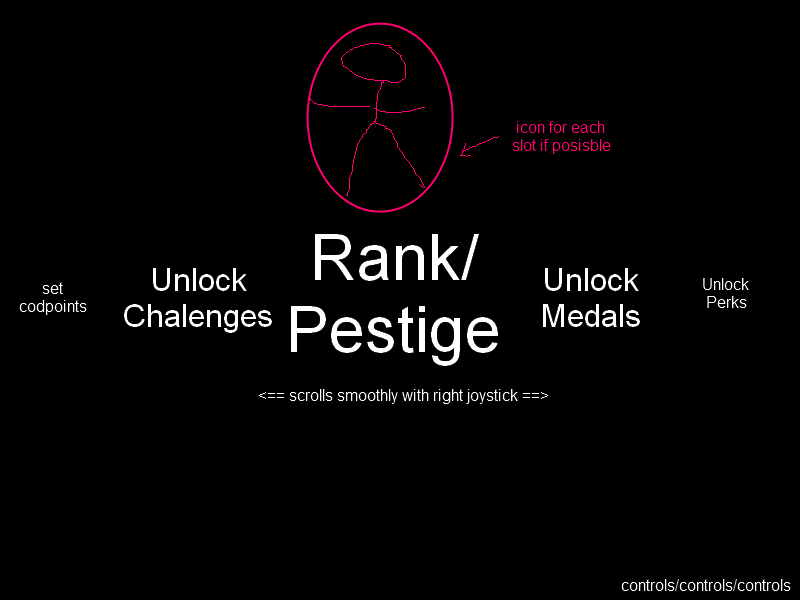 icon for each
slot if posisble
set
codpoints
Unlock
Chalenges
Rank/
Pestige
Unlock
Medals
Unlock
Perks
<== scrolls smoothly with right joystick ==>
controls/controls/controls